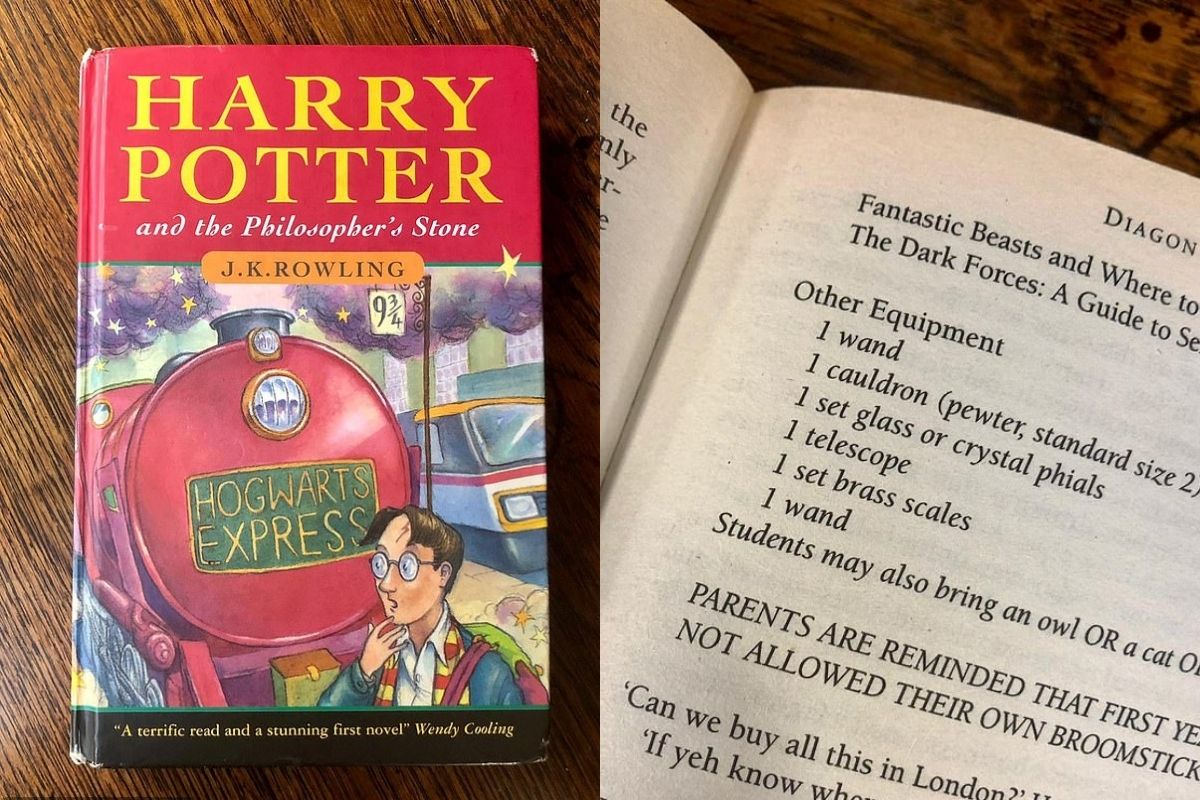 HARRY
POTTER
and the Philosopher's Stone
J.K.ROWLING
9¾
HOGWARTS
EXPRESS
"A terrific read and a stunning first novel" Wendy Cooling
the
DIAGON
Fantastic Beasts and Where to
The Dark Forces: A Guide to
Other Equipment
1 wand
1 cauldron (pewter, standard size 2)
1 set glass or crystal phials
1 telescope
1 set brass scales
1 wand
Students may also bring an owl OR a cat
PARENTS ARE REMINDED THAT FIRST
NOT ALLOWED THEIR OWN BROOMSTICK
'Can we buy all this in London?'
'If yeh know